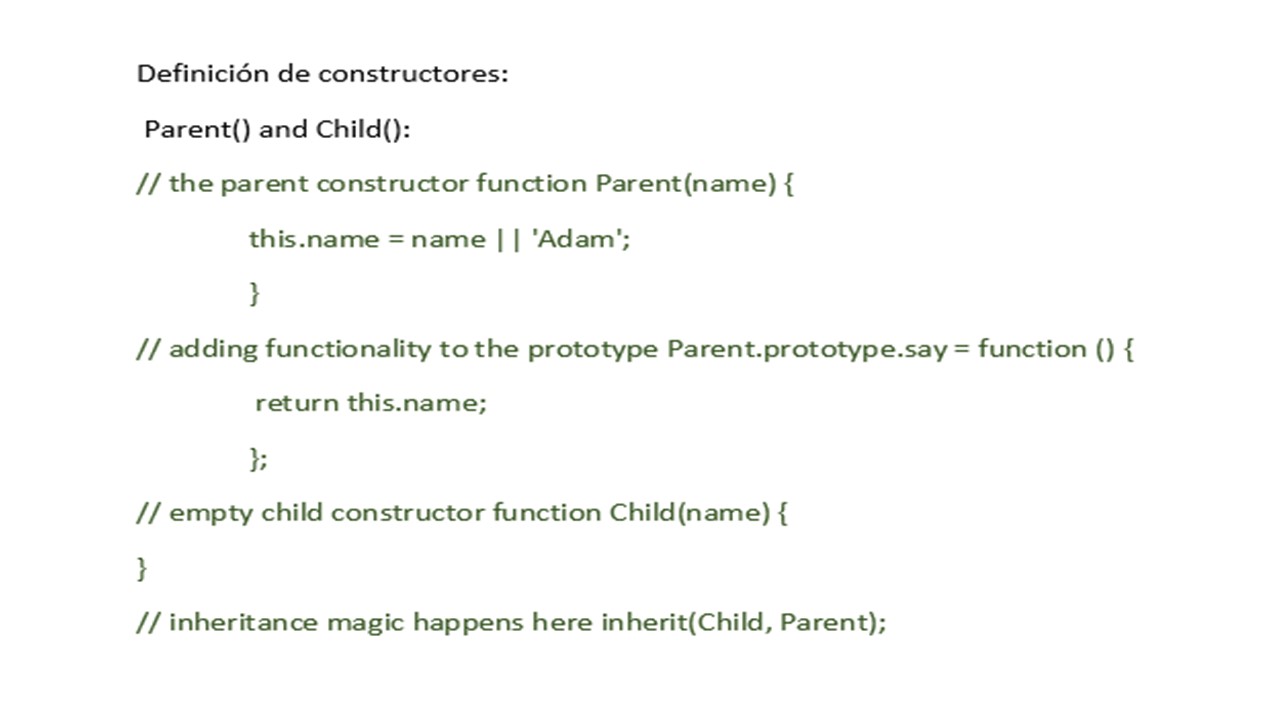 Definición de constructores:
Parent() and Child():
// the parent constructor function Parent(name) {
this.name = name || 'Adam';
}
// adding functionality to the prototype Parent.prototype.say = function () {
return this.name;
};
// empty child constructor function Child(name) {
}
// inheritance magic happens here inherit(Child, Parent);